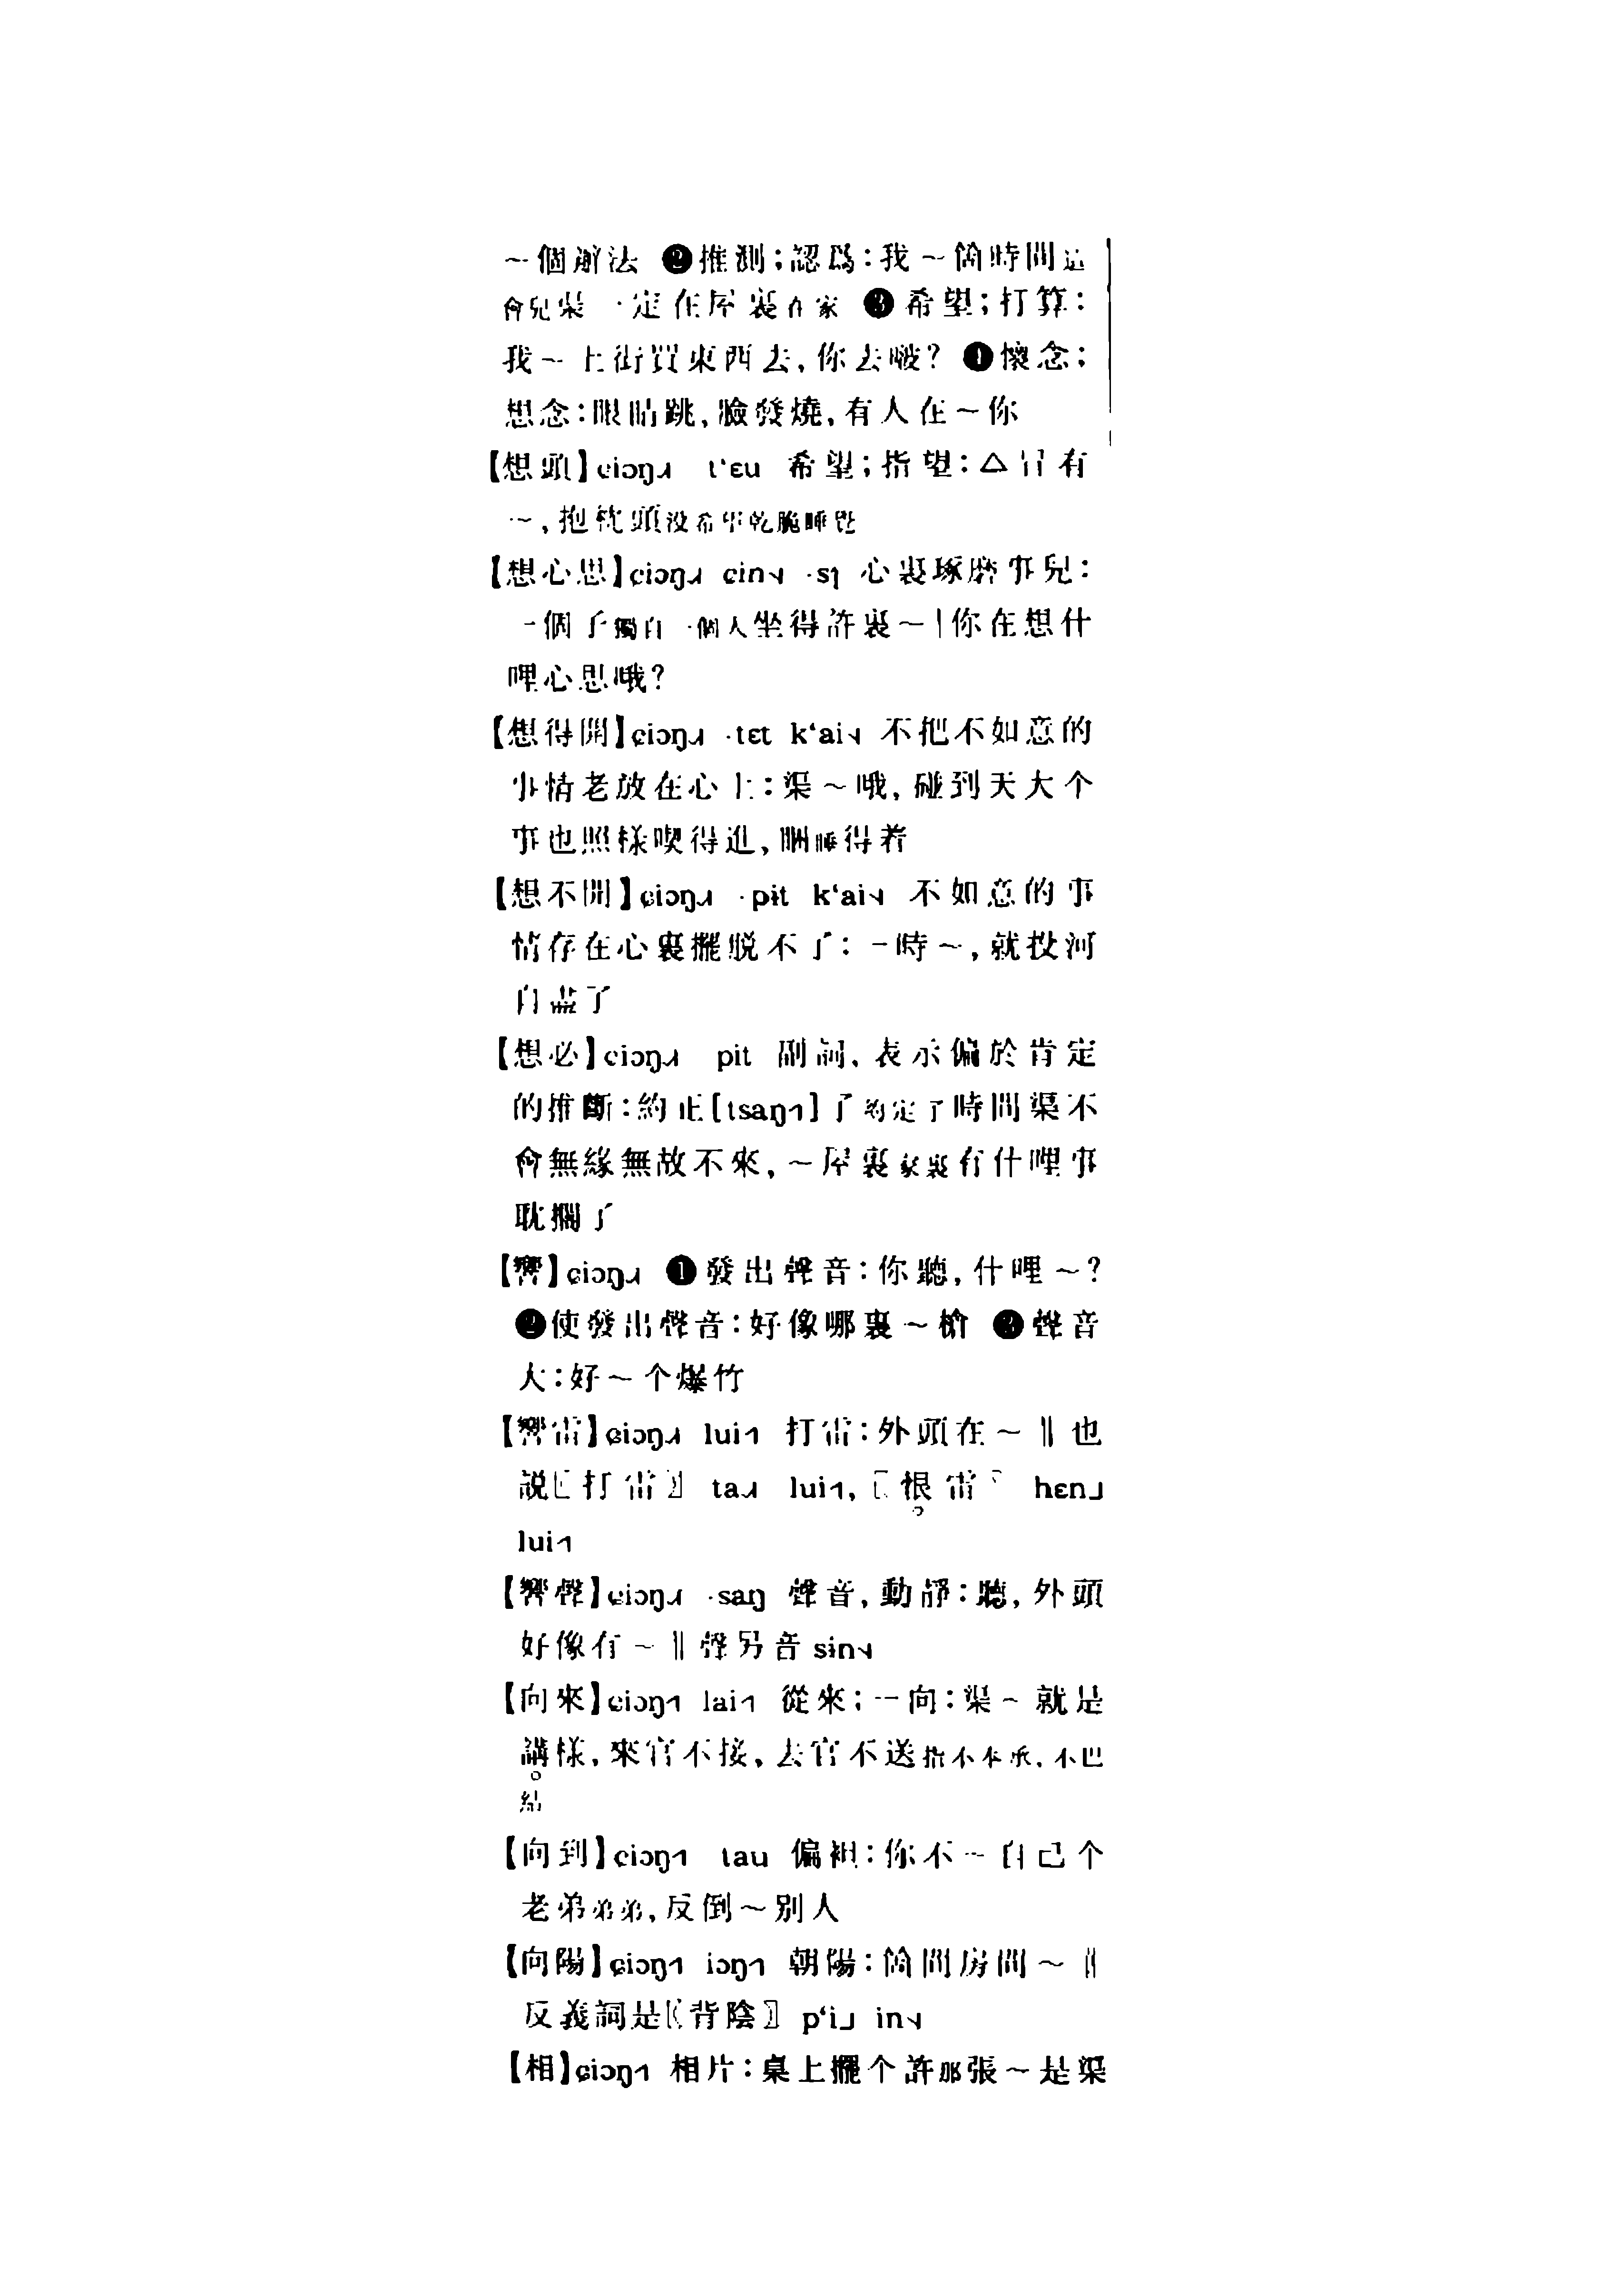 ～個辦法 ❷推測；認爲：我～箇時間這
會兒渠一定在屋裏在家 ❸希望；打算：
我～上街買東西去，你去啵？ ❹懷念；
想念：眼睛跳，臉發燒，有人在～你
【想頭】ɕiɔŋ˨˩˧ t‘ɛu 希望；指望：△冇有
～，抱枕頭没希望乾脆睡覺
【想心思】ɕiɔŋ˨˩˧ ɕin˦˨ ·sɿ 心裏琢磨事兒：
一個子獨自一個人坐得許裏～｜你在想什
哩心思哦？
【想得開】ɕiɔŋ˨˩˧ ·tɛt k‘ai˦˨ 不把不如意的
事情老放在心上：渠～哦，碰到天大个
事也照樣喫得進，睏睡得着
【想不開】ɕiɔŋ˨˩˧ ·pɨt k‘ai˦˨ 不如意的事
情存在心裏擺脱不了：一時～，就投河
自盡了
【想必】ɕiɔŋ˨˩˧ pit 副詞，表示偏於肯定
的推斷：約正[tsaŋ˧˥]了約定了時間渠不
會無緣無故不來，～屋裏家裏有什哩事
耽擱了
【響】ɕiɔŋ˨˩˧ ❶發出聲音：你聽，什哩～？
❷使發出聲音：好像哪裏～槍 ❸聲音
大：好～个爆竹
【響雷】ɕiɔŋ˨˩˧ lui˧˥ 打雷：外頭在～‖也
説〖打雷〗 ta˨˩˧ lui˧˥，〖恨雷〗 hɛn˩
lui˧˥
【響聲】ɕiɔŋ˨˩˧ ·saŋ 聲音，動靜：聽，外頭
好像有～‖聲另音 sin˦˨
【向來】ɕiɔŋ˧˥ lai˧˥ 從來；一向：渠～就是
講樣，來官不接，去官不送指不奉承，不巴
結
【向到】ɕiɔŋ˧˥ tau 偏袒：你不～自己个
老弟弟弟，反倒～别人
【向陽】ɕiɔŋ˧˥ iɔŋ˧˥ 朝陽：箇間房間～‖
反義詞是〖背陰〗 p‘i˩ in˦˨
【相】ɕiɔŋ˧˥ 相片：桌上擺个許那張～是渠